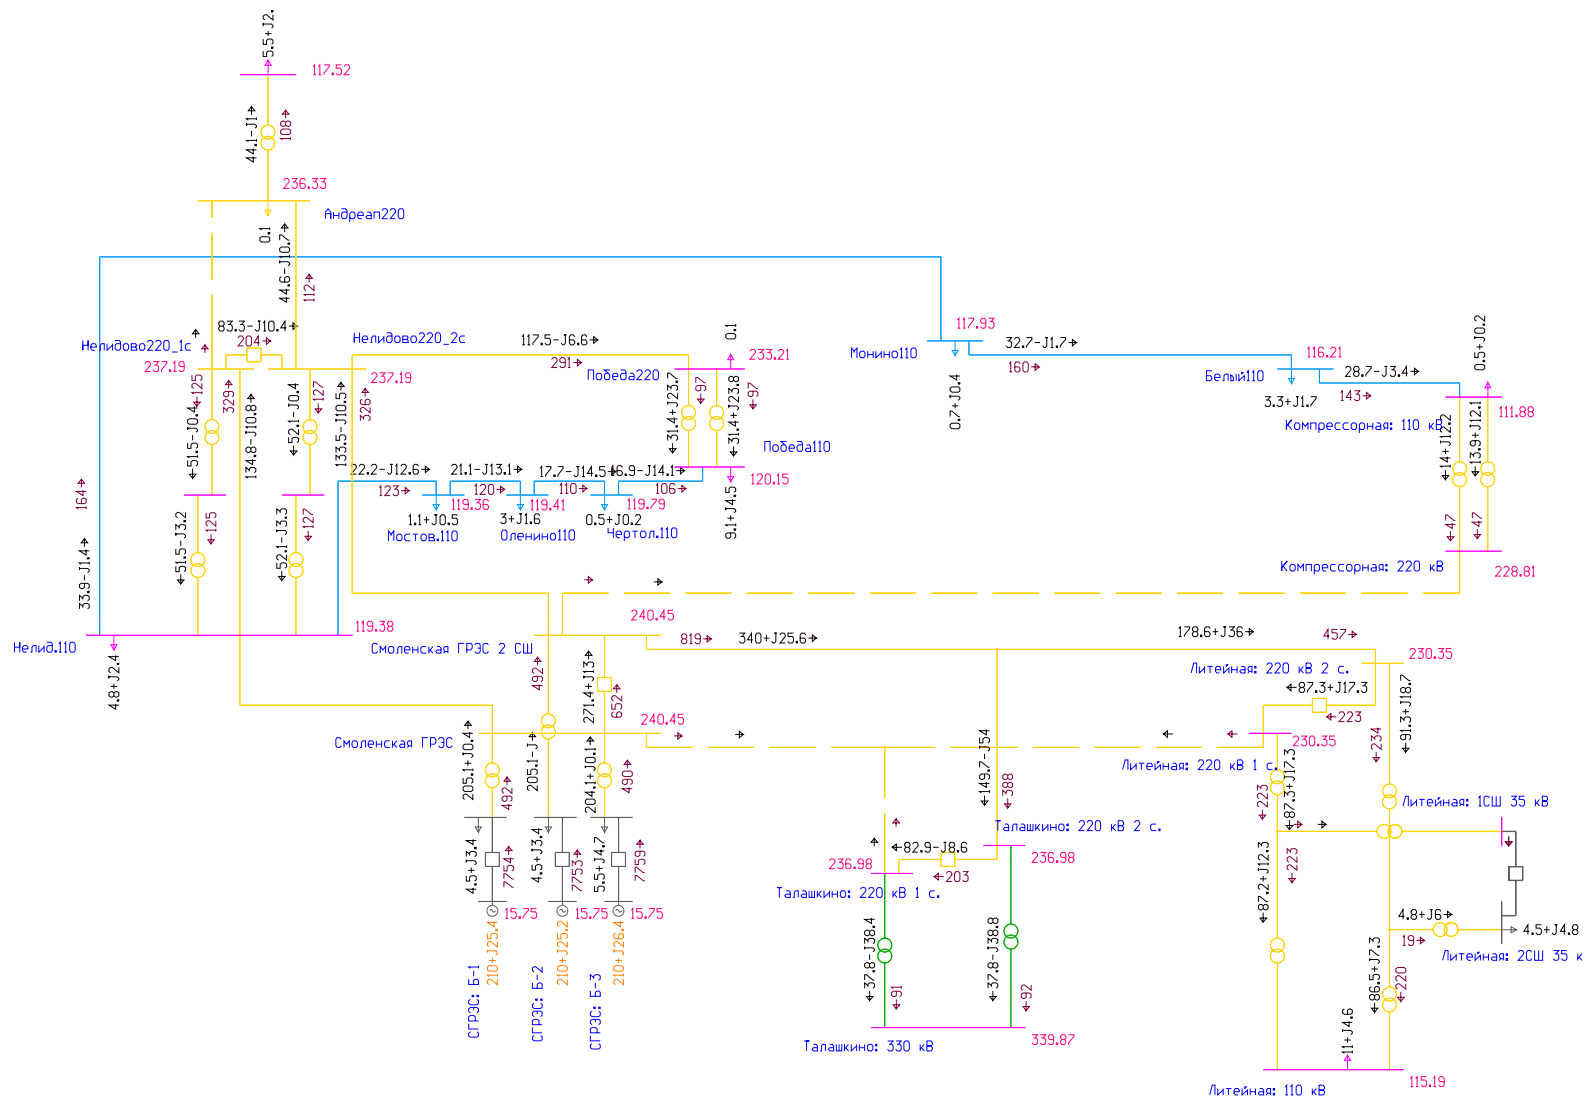 5.5+J2.
117.52
44.1-J1
108
236.33
Андреап220
0.1
44.6-J10.7
112
83.3-J10.4
204
Нелидово220_1с
237.19
Нелидово220_2с
237.19
117.5-J6.6
291
0.1
233.21
Победа220
125
329
51.5-J0.4
134.8-J10.8
127
52.1-J0.4
133.5-J10.5
326
97
31.4+J23.7
97
31.4+J23.8
Победа110
120.15
9.1+J4.5
117.93
Монино110
0.7+J0.4
32.7-J1.7
160
116.21
Белый110
3.3+J1.7
28.7-J3.4
143
0.5+J0.2
111.88
Компрессорная: 110 кВ
14+J12.2
13.9+J12.1
47
47
Компрессорная: 220 кВ
228.81
22.2-J12.6
123
21.1-J13.1
120
17.7-J14.5
110
16.9-J14.1
106
119.36
119.41
119.79
1.1+J0.5
3+J1.6
0.5+J0.2
Мостов.110
Оленино110
Чертол.110
164
33.9-J1.4
51.5-J3.2
125
52.1-J3.3
127
119.38
Нелид.110
4.8+J2.4
Смоленская ГРЭС 2 СШ
240.45
819
340+J25.6
178.6+J36
457
230.35
Литейная: 220 кВ 2 с.
492
271.4+J13
652
240.45
Смоленская ГРЭС
87.3+J17.3
223
91.3+J18.7
234
230.35
Литейная: 220 кВ 1 с.
205.1+J0.4
492
205.1-J
204.1+J0.1
490
149.7-J54
388
223
87.3+J17.3
Литейная: 1СШ 35 кВ
Талашкино: 220 кВ 2 с.
236.98
82.9-J8.6
203
236.98
Талашкино: 220 кВ 1 с.
4.5+J3.4
7754
4.5+J3.4
7753
5.5+J4.7
7759
15.75
15.75
15.75
210+J25.4
210+J25.2
210+J26.4
СГРЭС: Б-1
СГРЭС: Б-2
СГРЭС: Б-3
37.8-J38.4
91
37.8-J38.8
92
Талашкино: 330 кВ
339.87
87.2+J12.3
223
4.8+J6
19
4.5+J4.8
Литейная: 2СШ 35 к
86.5+J7.3
220
11+J4.6
Литейная: 110 кВ
115.19